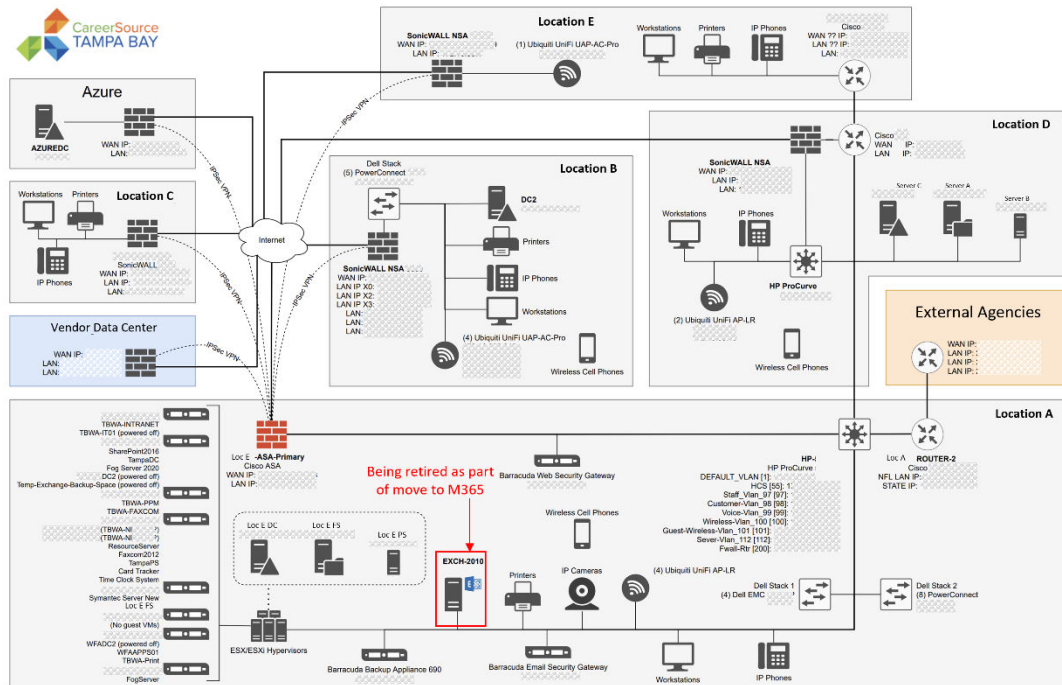 CareerSource
TAMPA BAY
Location E
SonicWALL NSA
WAN IP:
LAN IP:
(1) Ubiquiti UniFi UAP-AC-Pro
Workstations
Printers
IP Phones
Cisco
WAN ?? IP:
LAN ?? IP:
LAN:
Azure
AZUREDC
WAN IP:
LAN:
IPSec VPN
IPSec VPN
Location D
SonicWALL NSA
WAN IP:
LAN IP:
LAN:
Cisco
WAN IP:
LAN IP:
Workstations
IP Phones
Server C
Server A
Server B
HP ProCurve
(2) Ubiquiti UniFi AP-LR
Wireless Cell Phones
Location B
Dell Stack
(5) PowerConnect
DC2
Printers
IP Phones
Workstations
SonicWALL NSA
WAN IP:
LAN IP X0:
LAN IP X2:
LAN IP X3:
LAN:
LAN:
LAN:
(4) Ubiquiti UniFi UAP-AC-Pro
Wireless Cell Phones
Location C
Workstations
Printers
IP Phones
SonicWALL
WAN IP:
LAN IP:
LAN:
Internet
IPSec VPN
IPSec VPN
Vendor Data Center
WAN IP:
LAN:
LAN:
IPSec VPN
External Agencies
WAN IP:
LAN IP:
LAN IP:
LAN IP:
Location A
TBWA-INTRANET
TBWA-IT01 (powered off)
SharePoint2016
TampaDC
Fog Server 2020
DC2 (powered off)
Temp-Exchange-Backup-Space (powered off)
TBWA-PPM
TBWA-FAXCOM
(TBWA-NI ?)
(TBWA-NI ?)
ResourceServer
Faxcom2012
TampaPS
Card Tracker
Time Clock System
Symantec Server New
Loc E FS
(No guest VMs)
WFADC2 (powered off)
WFAAPPS01
TBWA-Print
FogServer
Loc E -ASA-Primary
Cisco ASA
WAN IP:
LAN IP:
Being retired as part
of move to M365
Barracuda Web Security Gateway
Loc E DC
Loc E FS
Loc E PS
EXCH-2010
Wireless Cell Phones
Printers
IP Cameras
(4) Ubiquiti UniFi AP-LR
ESX/ESXi Hypervisors
Barracuda Backup Appliance 690
Barracuda Email Security Gateway
HP-
HP ProCurve
DEFAULT_VLAN [1]:
HCS [55]:
Staff_Vlan_97 [97]:
Customer-Vlan_98 [98]:
Voice-Vlan_99 [99]:
Wireless-Vlan_100 [100]:
Guest-Wireless-Vlan_101 [101]:
Sever-Vlan_112 [112]:
Fwall-Rtr [200]:
Loc A ROUTER-2
Cisco
NFL LAN IP:
STATE IP:
Dell Stack 1
(4) Dell EMC
Dell Stack 2
(8) PowerConnect
Workstations
IP Phones